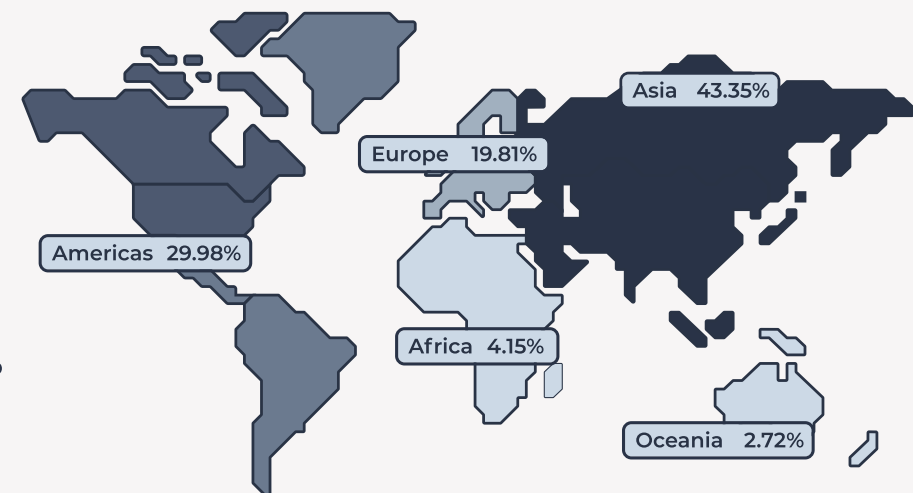 Asia 43.35%
Europe 19.81%
Americas 29.98%
Africa 4.15%
Oceania 2.72%